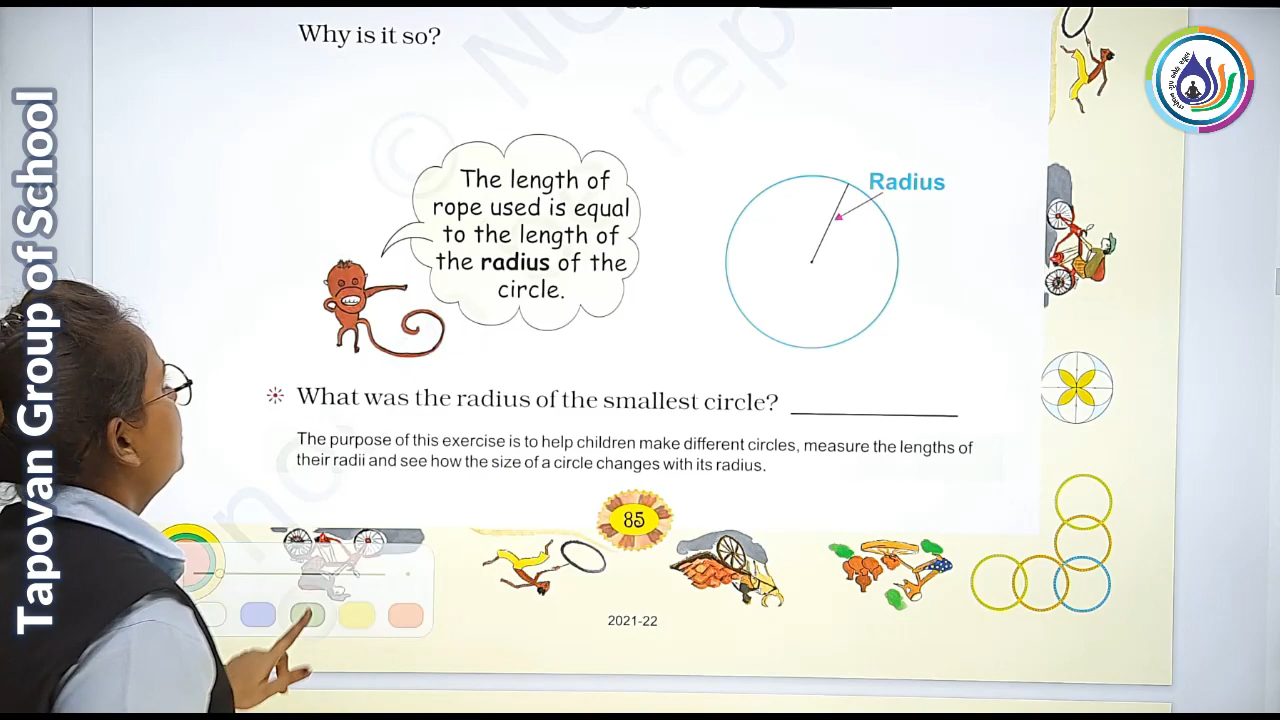 Tapovan Group of School
Why is it so?
The length of
rope used is equal
to the length of
the radius of the
circle.
Radius
What was the radius of the smallest circle?
The purpose of this exercise is to help children make different circles, measure the lengths of
their radii and see how the size of a circle changes with its radius.
85
2021-22